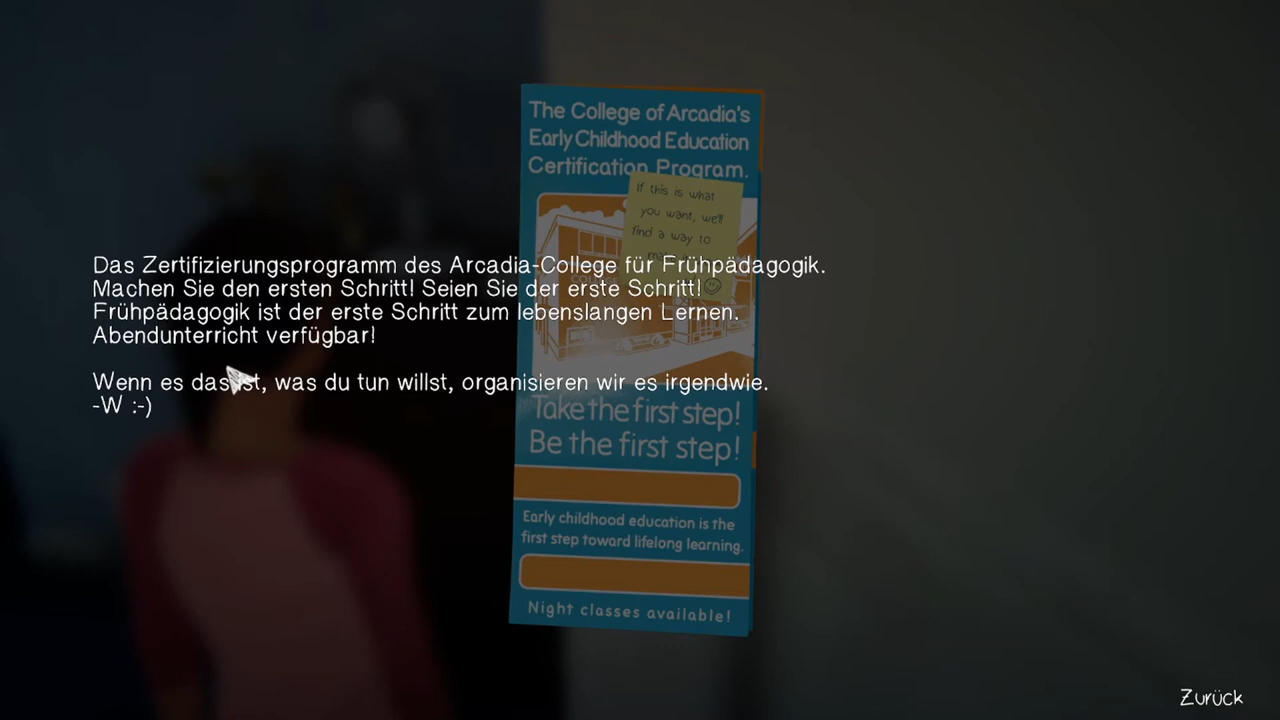 The College of Arcadia's
Early Childhood Education
Certification Program.
If this is what
you want, we'll
find a way to
Das Zertifizierungsprogramm des Arcadia-College für Frühpädagogik.
Machen Sie den ersten Schritt! Seien Sie der erste Schritt!
Frühpädagogik ist der erste Schritt zum lebenslangen Lernen.
Abendunterricht verfügbar!
Wenn es das ist, was du tun willst, organisieren wir es irgendwie.
-W :-)
Take the first step!
Be the first step!
Early childhood education is the
first step toward lifelong learning.
Night classes available!
Zurück